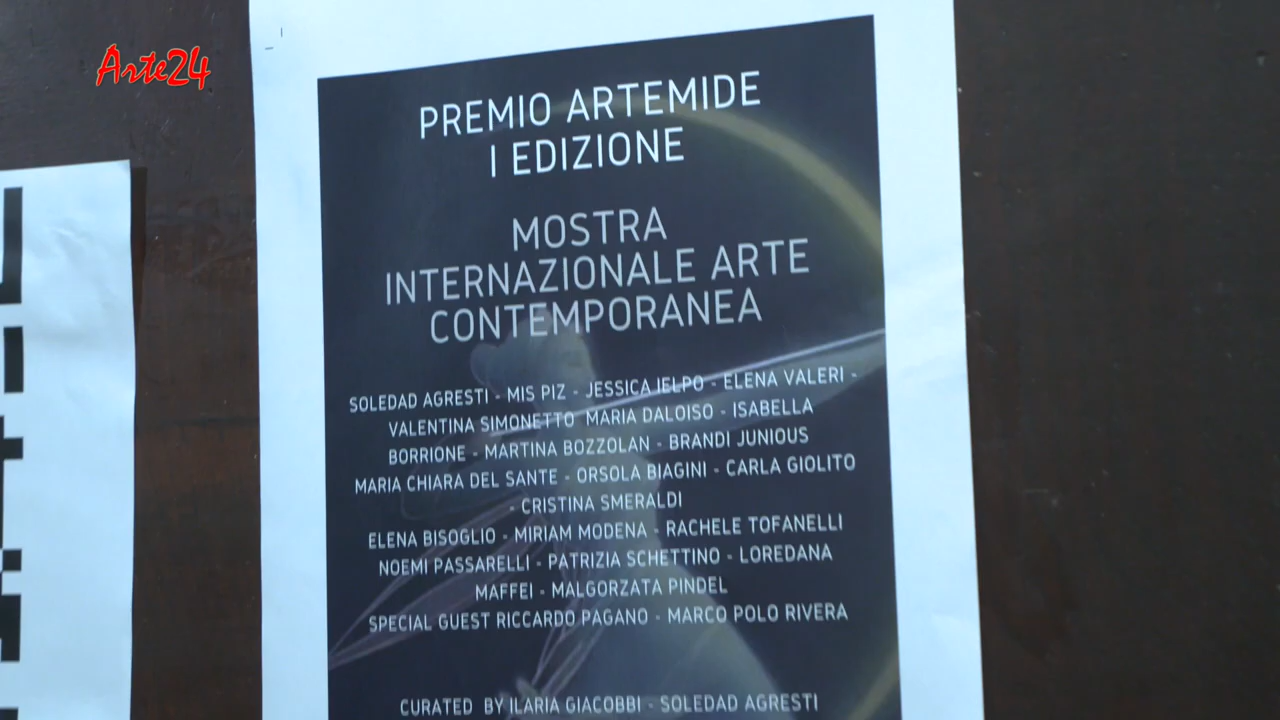 Arte24
PREMIO ARTEMIDE
I EDIZIONE
MOSTRA
INTERNAZIONALE ARTE
CONTEMPORANEA
SOLEDAD AGRESTI - MIS PIZ - JESSICA IELPO - ELENA VALERI -
VALENTINA SIMONETTO MARIA DALOISO - ISABELLA
BORRIONE - MARTINA BOZZOLAN - BRANDI JUNIOUS
MARIA CHIARA DEL SANTE - ORSOLA BIAGINI - CARLA GIOLITO
- CRISTINA SMERALDI
ELENA BISOGLIO - MIRIAM MODENA - RACHELE TOFANELLI
NOEMI PASSARELLI - PATRIZIA SCHETTINO - LOREDANA
MAFFEI - MALGORZATA PINDEL
SPECIAL GUEST RICCARDO PAGANO - MARCO POLO RIVERA
CURATED BY ILARIA GIACOBBI - SOLEDAD AGRESTI